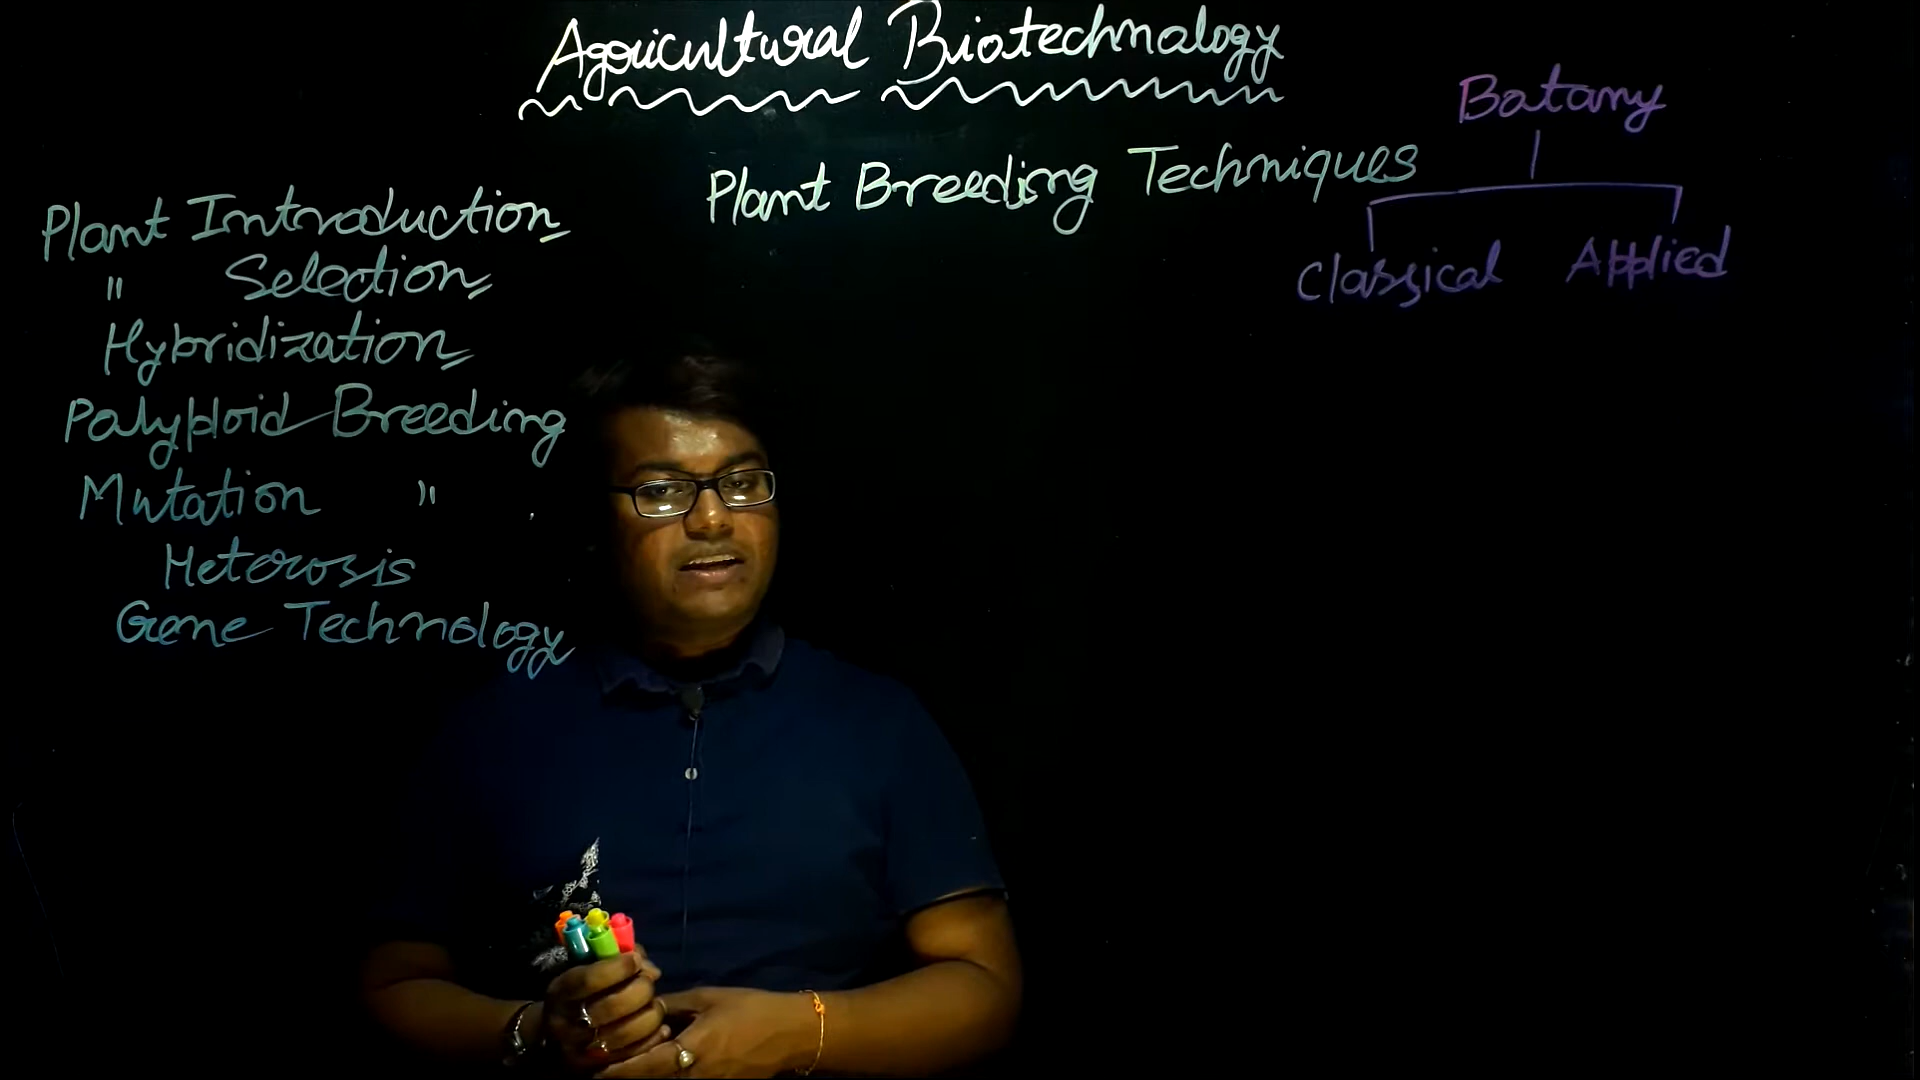 Agricultural Biotechnology
Plant Breeding Techniques
Plant Introduction
" Selection
Hybridization
Polyploid Breeding
Mutation "
Heterosis
Gene Technology
Botany
Classical Applied